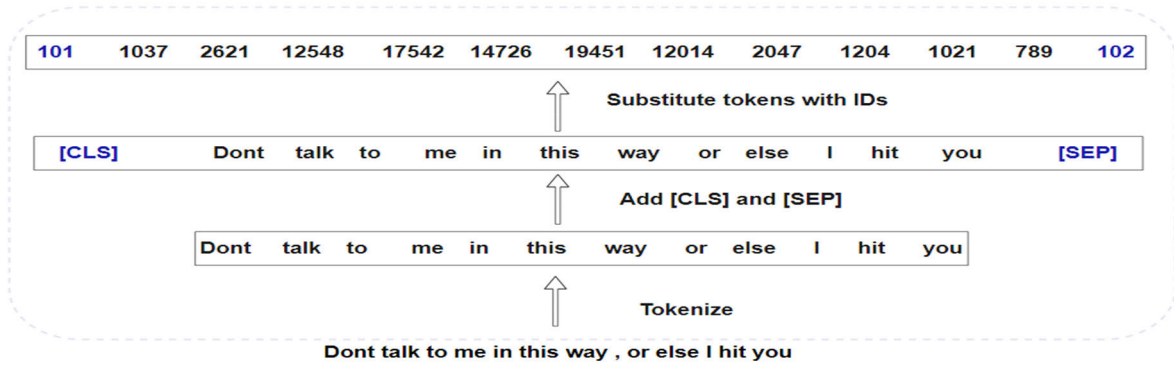 101 1037 2621 12548 17542 14726 19451 12014 2047 1204 1021 789 102
Substitute tokens with IDs
[CLS] Dont talk to me in this way or else I hit you [SEP]
Add [CLS] and [SEP]
Dont talk to me in this way or else I hit you
Tokenize
Dont talk to me in this way , or else I hit you